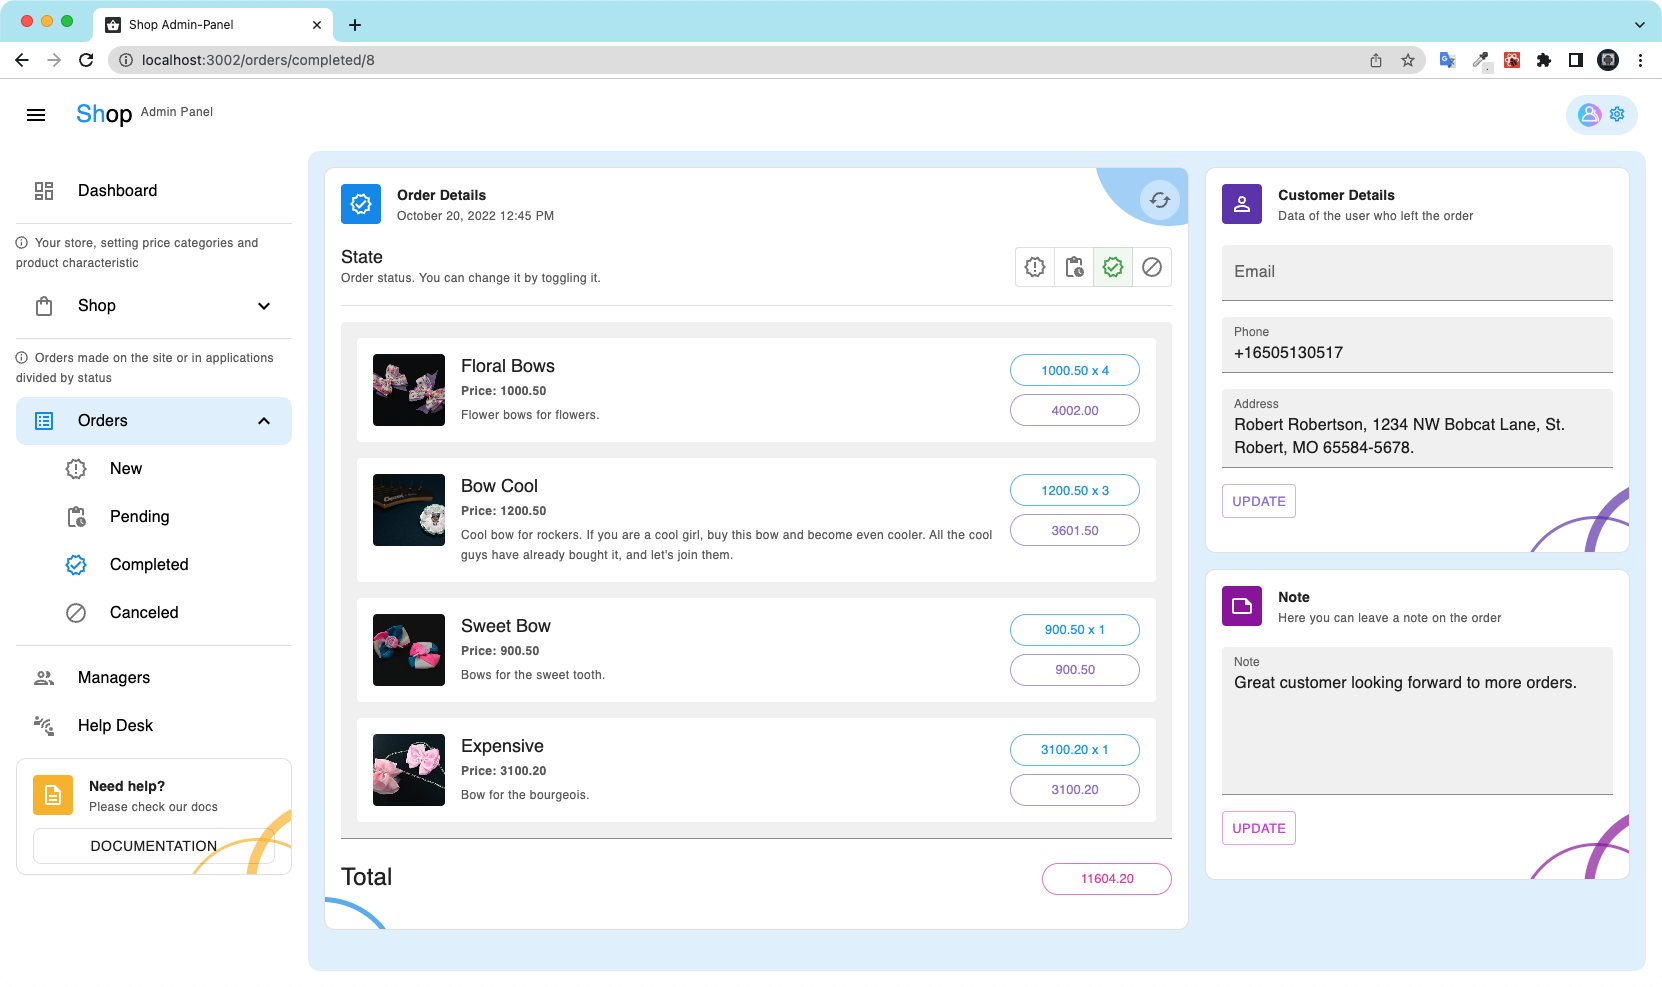 Shop Admin-Panel
localhost:3002/orders/completed/8
Shop Admin Panel
Dashboard
Your store, setting price categories and
product characteristic
Shop
Orders made on the site or in applications
divided by status
Orders
New
Pending
Completed
Canceled
Managers
Help Desk
Need help?
Please check our docs
DOCUMENTATION
Order Details
October 20, 2022 12:45 PM
State
Order status. You can change it by toggling it.
Floral Bows
Price: 1000.50
Flower bows for flowers.
1000.50 x 4
4002.00
Bow Cool
Price: 1200.50
Cool bow for rockers. If you are a cool girl, buy this bow and become even cooler. All the cool
guys have already bought it, and let's join them.
1200.50 x 3
3601.50
Sweet Bow
Price: 900.50
Bows for the sweet tooth.
900.50 x 1
900.50
Expensive
Price: 3100.20
Bow for the bourgeois.
3100.20 x 1
3100.20
Total
11604.20
Customer Details
Data of the user who left the order
Email
Phone
+16505130517
Address
Robert Robertson, 1234 NW Bobcat Lane, St.
Robert, MO 65584-5678.
UPDATE
Note
Here you can leave a note on the order
Note
Great customer looking forward to more orders.
UPDATE